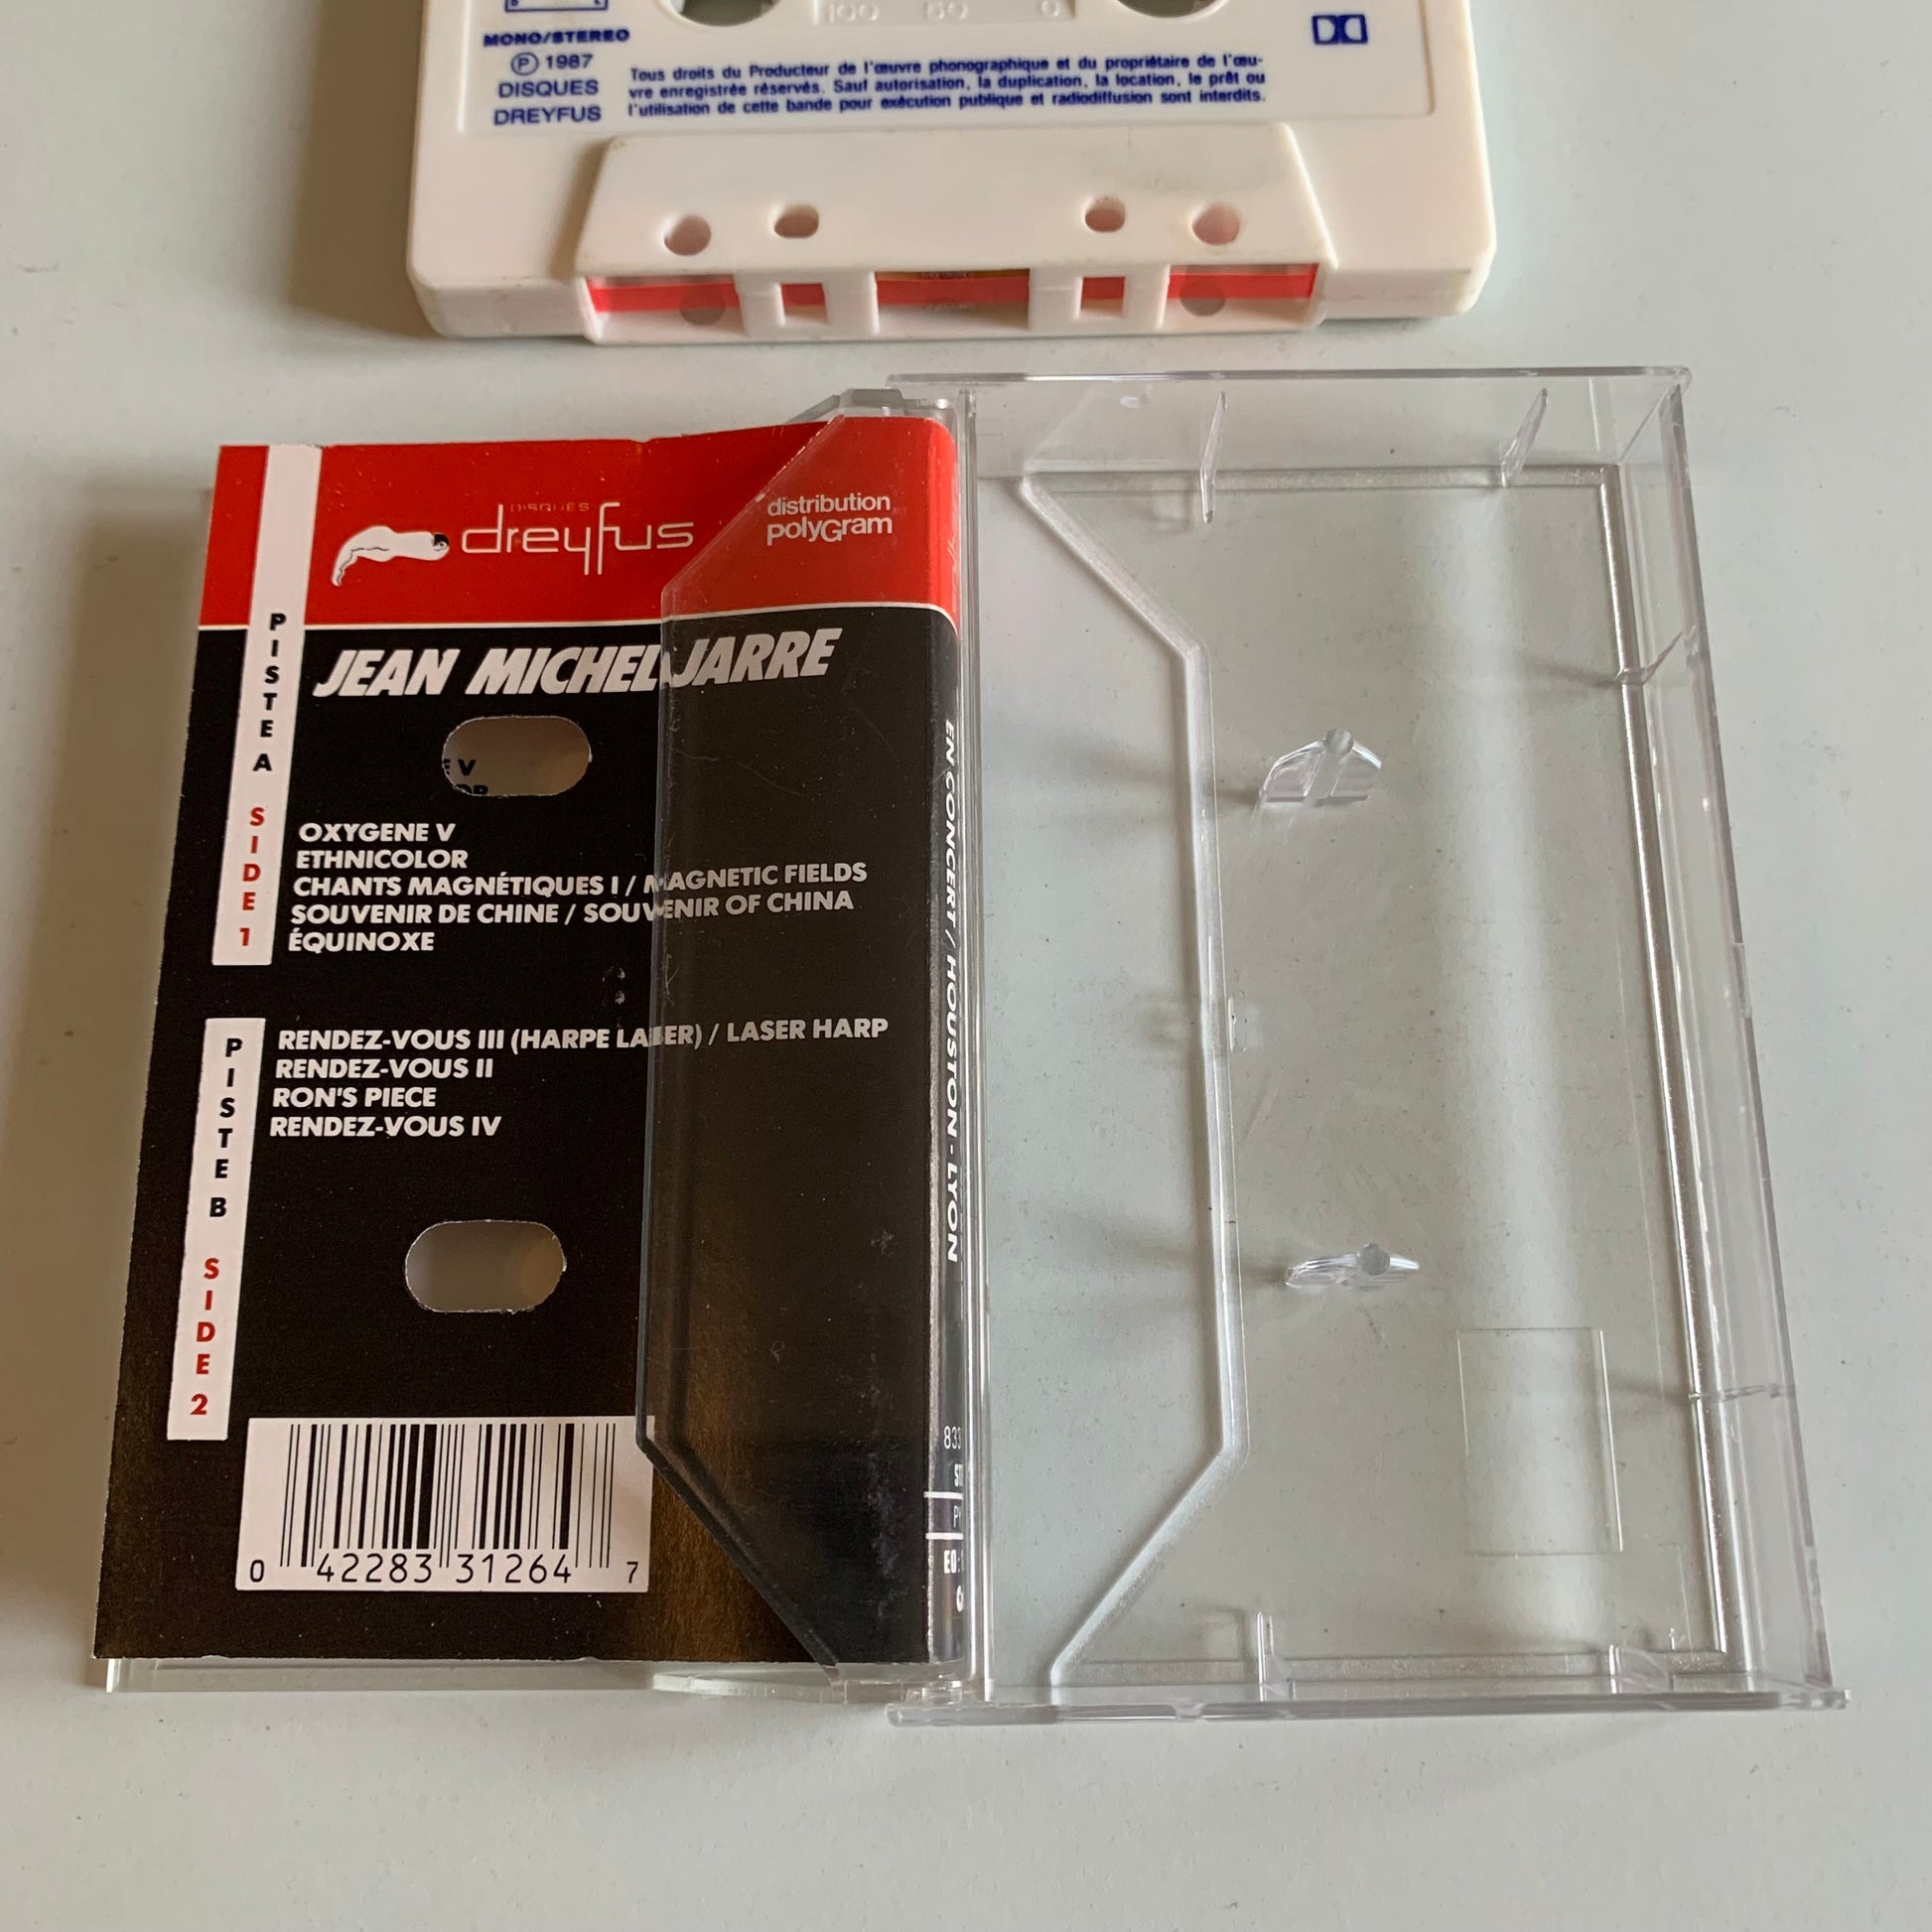 MONO/STEREO
Ⓟ 1987
DISQUES
DREYFUS
100 50 0
Tous droits du Producteur de l'œuvre phonographique et du propriétaire de l'œu-
vre enregistrée réservés. Sauf autorisation, la duplication, la location, le prêt ou
l'utilisation de cette bande pour exécution publique et radiodiffusion sont interdits.
DISQUES
dreyfus
distribution
polyGram
JEAN MICHEL JARRE
PISTE A SIDE 1
OXYGENE V
ETHNICOLOR
CHANTS MAGNÉTIQUES I / MAGNETIC FIELDS
SOUVENIR DE CHINE / SOUVENIR OF CHINA
ÉQUINOXE
PISTE B SIDE 2
RENDEZ-VOUS III (HARPE LASER) / LASER HARP
RENDEZ-VOUS II
RON'S PIECE
RENDEZ-VOUS IV
0 42283 31264 7
EN CONCERT / HOUSTON - LYON
833